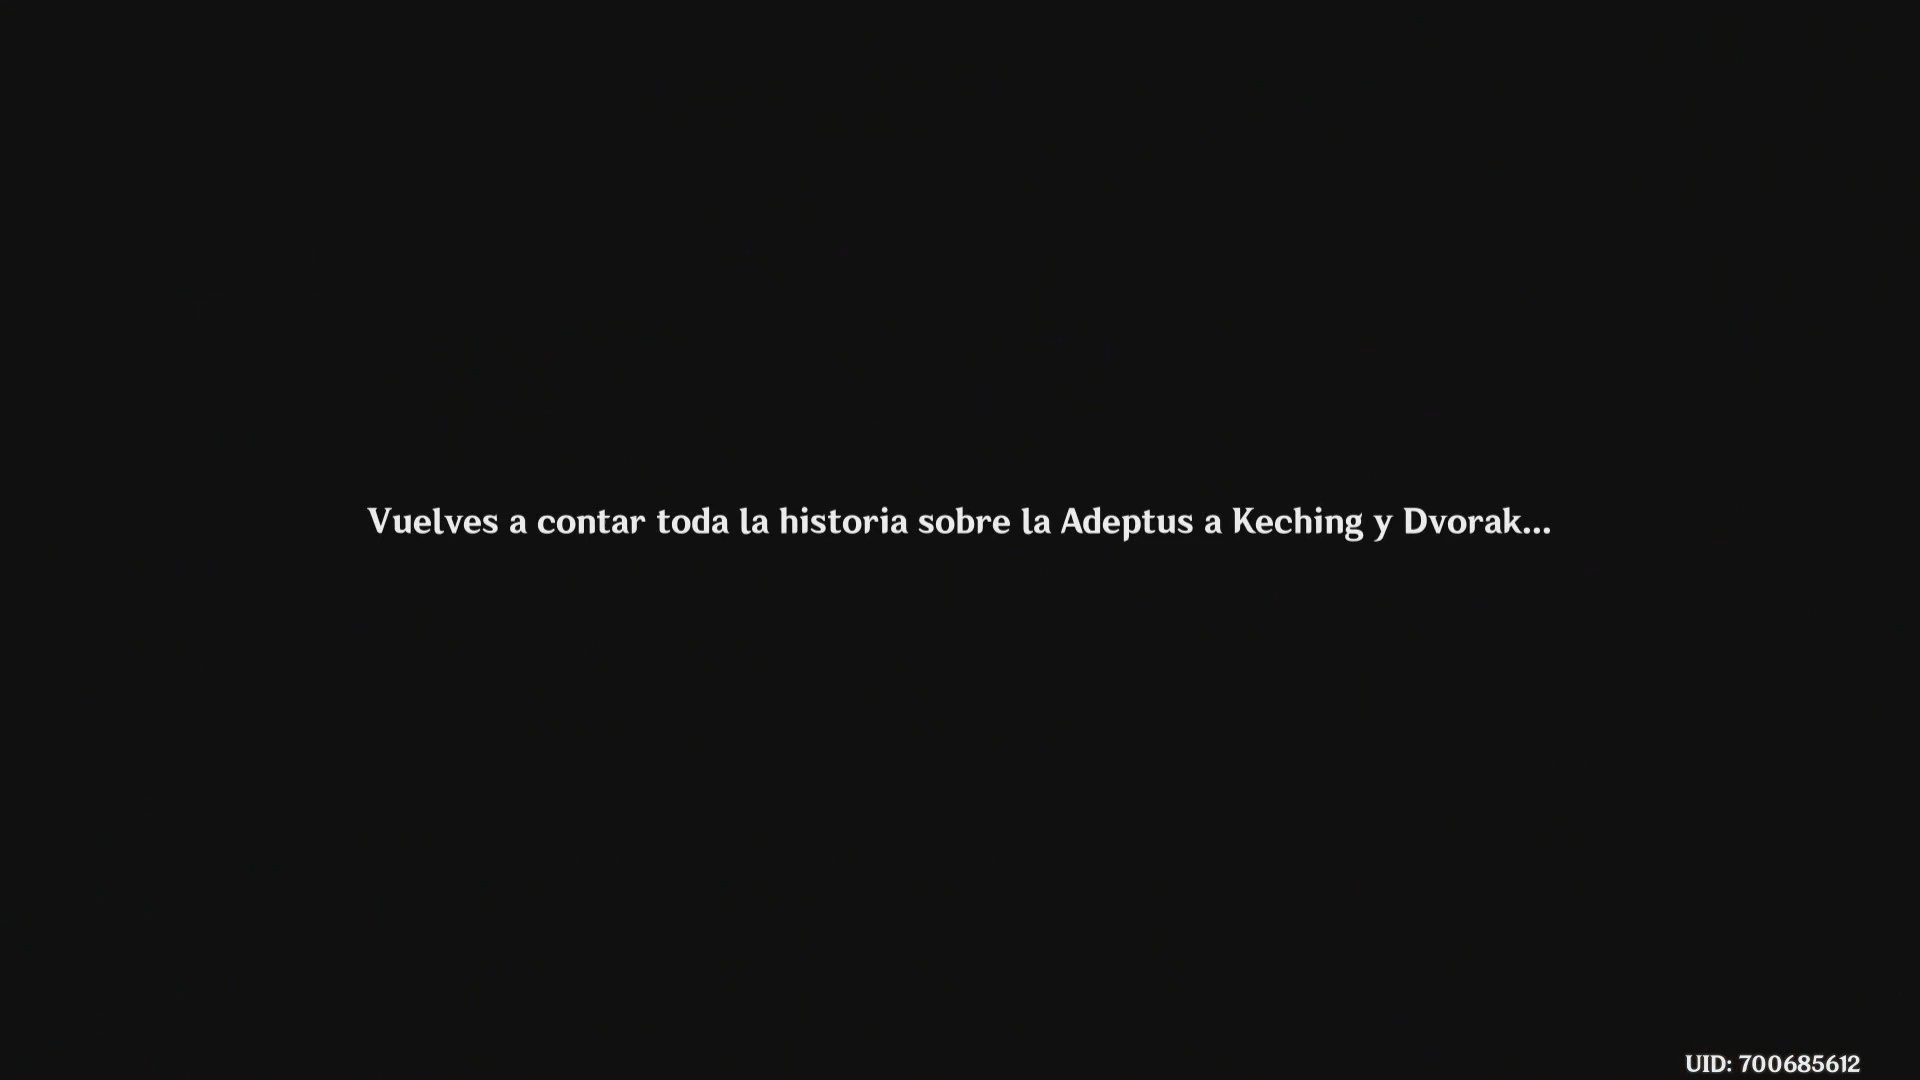 Vuelves a contar toda la historia sobre la Adeptus a Keching y Dvorak...
UID: 700685612